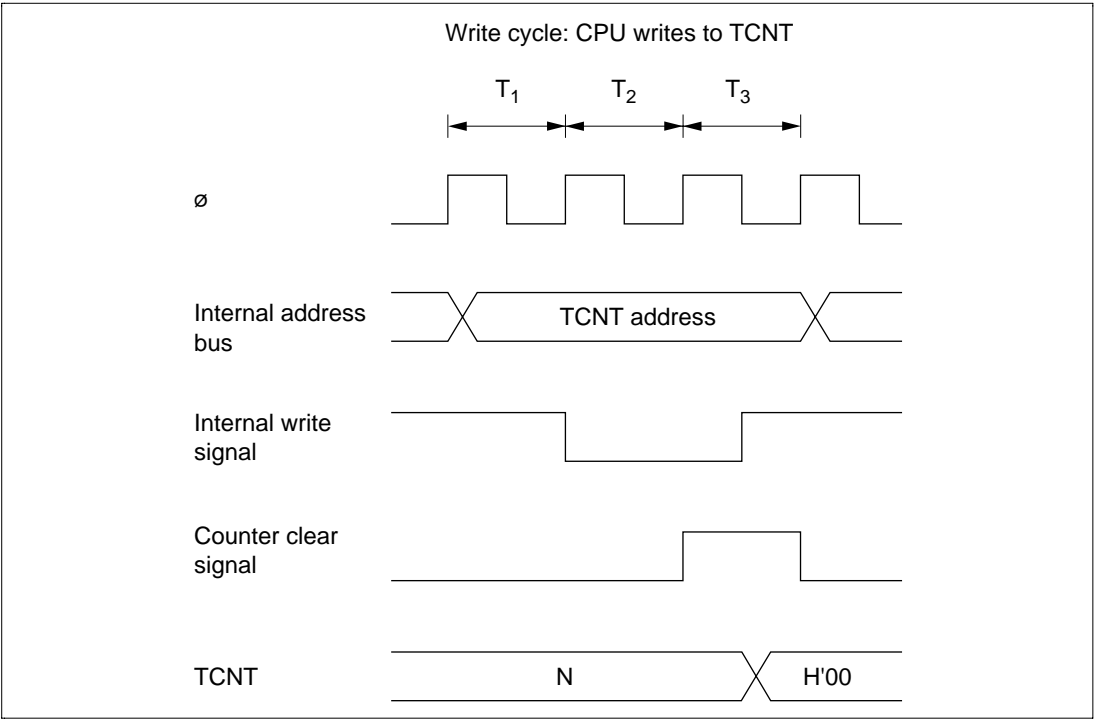 Write cycle: CPU writes to TCNT
T1 T2 T3
ø
Internal address
bus
TCNT address
Internal write
signal
Counter clear
signal
TCNT
N
H'00